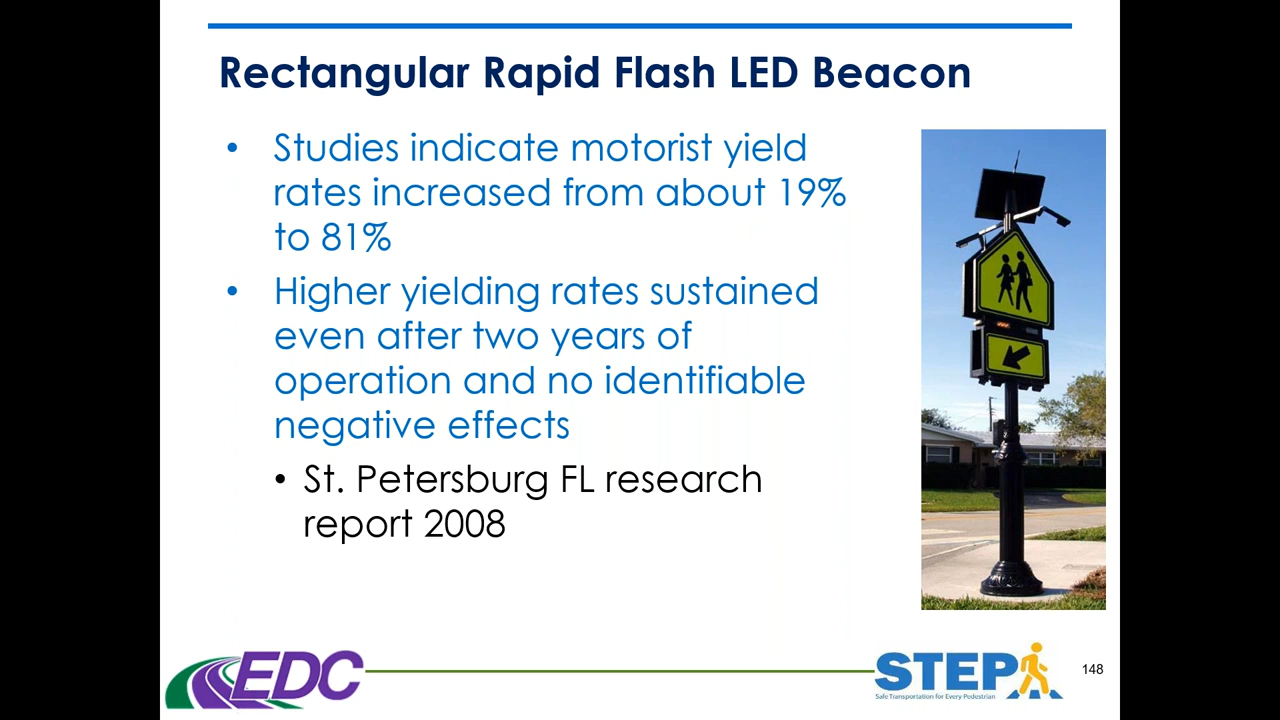 Rectangular Rapid Flash LED Beacon
• Studies indicate motorist yield
rates increased from about 19%
to 81%
• Higher yielding rates sustained
even after two years of
operation and no identifiable
negative effects
• St. Petersburg FL research
report 2008
EDC
STEP
Safe Transportation for Every Pedestrian
148